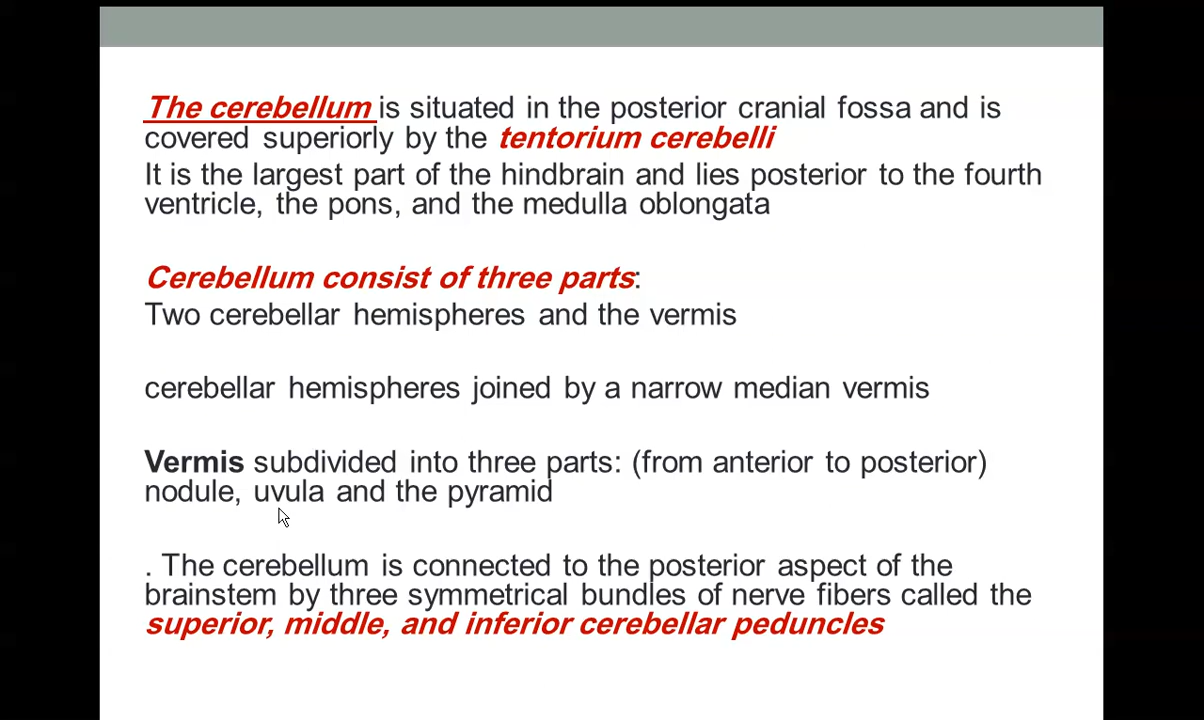 The cerebellum is situated in the posterior cranial fossa and is
covered superiorly by the tentorium cerebelli
It is the largest part of the hindbrain and lies posterior to the fourth
ventricle, the pons, and the medulla oblongata
Cerebellum consist of three parts:
Two cerebellar hemispheres and the vermis
cerebellar hemispheres joined by a narrow median vermis
Vermis subdivided into three parts: (from anterior to posterior)
nodule, uvula and the pyramid
. The cerebellum is connected to the posterior aspect of the
brainstem by three symmetrical bundles of nerve fibers called the
superior, middle, and inferior cerebellar peduncles